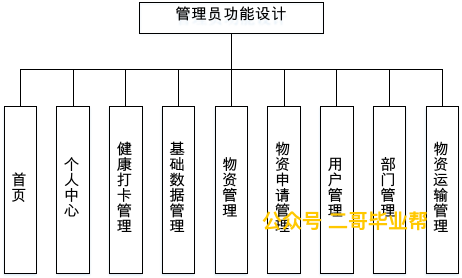 管理员功能设计
首页
个人中心
健康打卡管理
基础数据管理
物资管理
物资申请管理
用户管理
部门管理
物资运输管理
公众号 二哥毕业帮